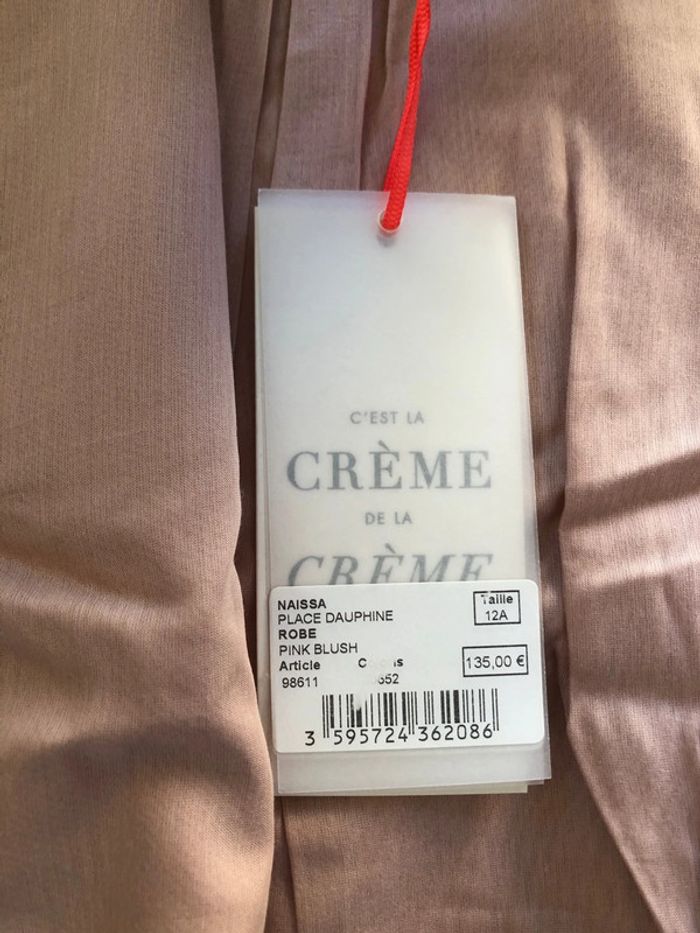 C'EST LA
CRÈME
DE LA
CRÈME
NAISSA
PLACE DAUPHINE
ROBE
PINK BLUSH
Taille
12A
Article
98611
135,00 €
3 595724 362086